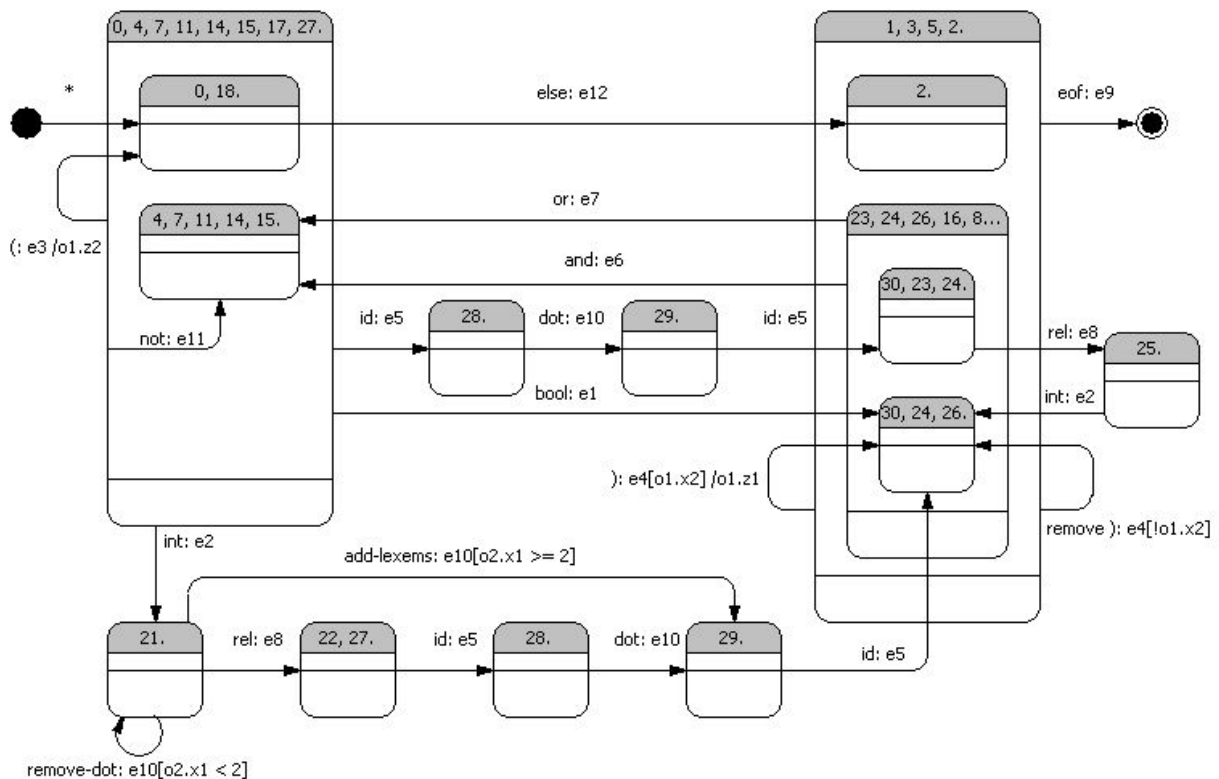 0, 4, 7, 11, 14, 15, 17, 27.
1, 3, 5, 2.
*
0, 18.
else: e12
2.
eof: e9
or: e7
4, 7, 11, 14, 15.
23, 24, 26, 16, 8...
(: e3 /o1.z2
and: e6
30, 23, 24.
id: e5
28.
dot: e10
29.
id: e5
not: e11
rel: e8
25.
bool: e1
30, 24, 26.
int: e2
): e4[o1.x2] /o1.z1
remove ): e4[!o1.x2]
int: e2
add-lexems: e10[o2.x1 >= 2]
21.
rel: e8
22, 27.
id: e5
28.
dot: e10
29.
id: e5
remove-dot: e10[o2.x1 < 2]